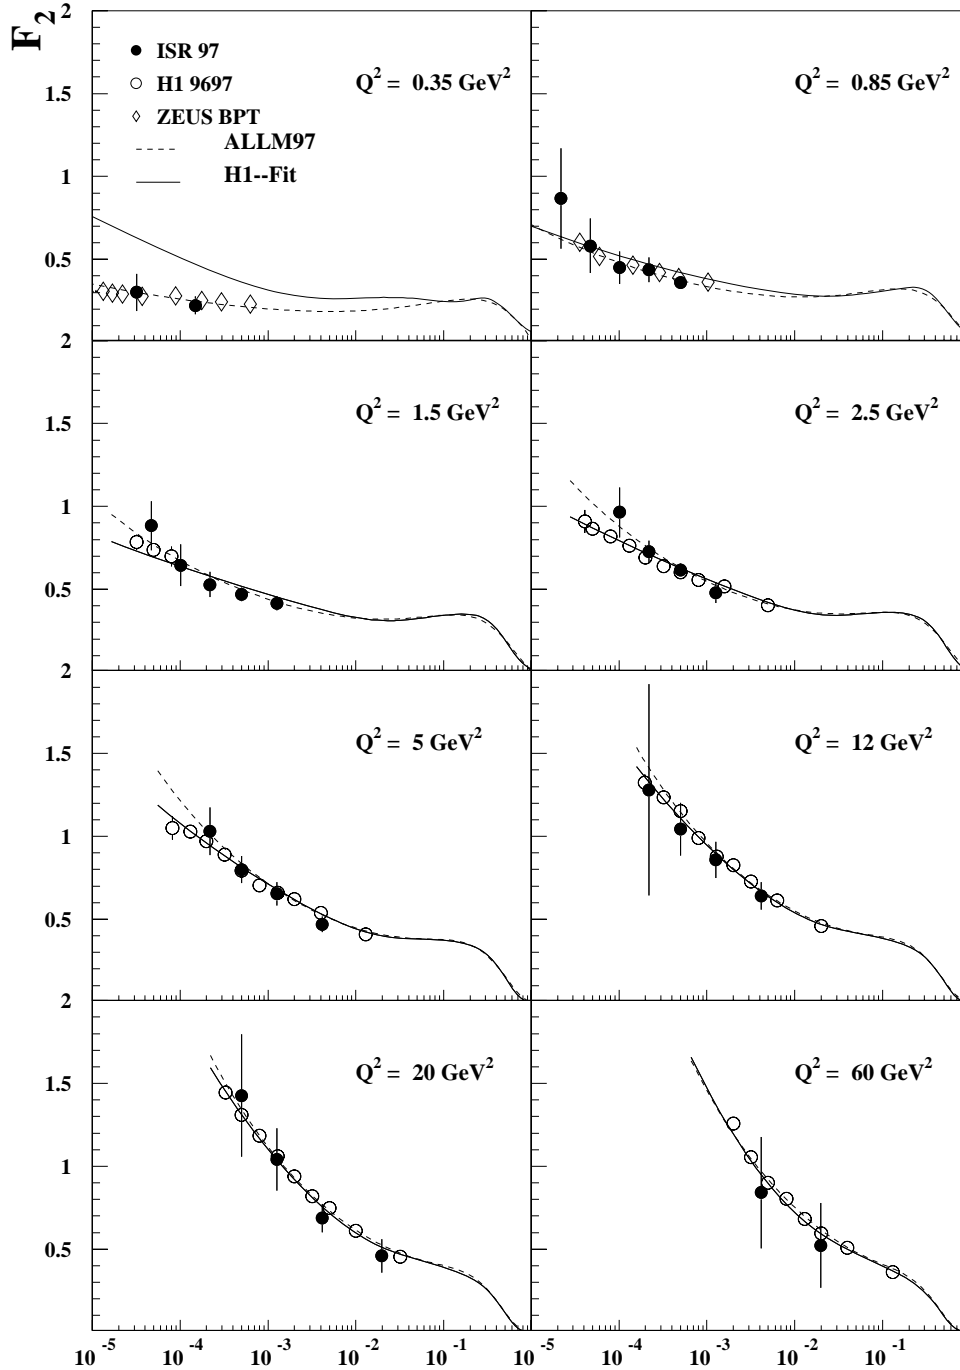 F₂
2
ISR 97
H1 9697
Q² = 0.35 GeV²
Q² = 0.85 GeV²
1.5
ZEUS BPT
ALLM97
1
H1--Fit
0.5
2
Q² = 1.5 GeV²
Q² = 2.5 GeV²
1.5
1
0.5
2
Q² = 5 GeV²
Q² = 12 GeV²
1.5
1
0.5
2
Q² = 20 GeV²
Q² = 60 GeV²
1.5
1
0.5
10⁻⁵ 10⁻⁴ 10⁻³ 10⁻² 10⁻¹ 10⁻⁴ 10⁻³ 10⁻² 10⁻¹